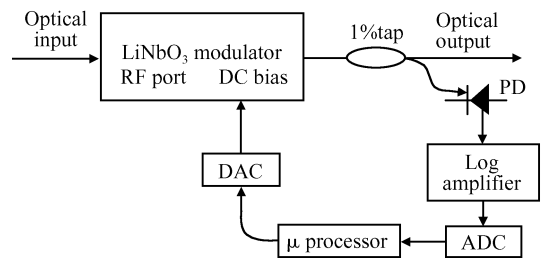 Optical
input
LiNbO₃ modulator
RF port DC bias
1%tap
Optical
output
PD
Log
amplifier
ADC
μ processor
DAC